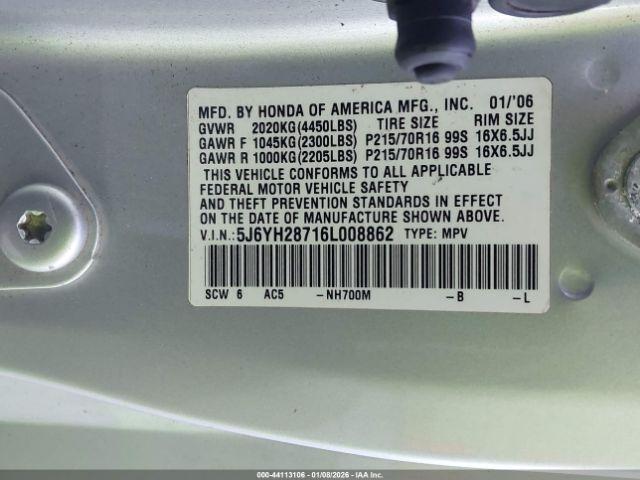 MFD. BY HONDA OF AMERICA MFG., INC. 01/'06
GVWR 2020KG(4450LBS) TIRE SIZE RIM SIZE
GAWR F 1045KG(2300LBS) P215/70R16 99S 16X6.5JJ
GAWR R 1000KG(2205LBS) P215/70R16 99S 16X6.5JJ
THIS VEHICLE CONFORMS TO ALL APPLICABLE
FEDERAL MOTOR VEHICLE SAFETY
AND THEFT PREVENTION STANDARDS IN EFFECT
ON THE DATE OF MANUFACTURE SHOWN ABOVE.
V.I.N.:5J6YH28716L008862 TYPE: MPV
SCW 6 AC5 -NH700M -B -L
000-44113106 - 01/08/2026 - IAAI.COM